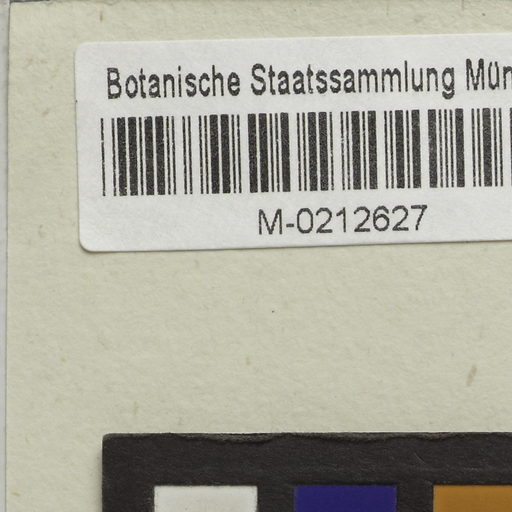 Botanische Staatssammlung Mün
M-0212627